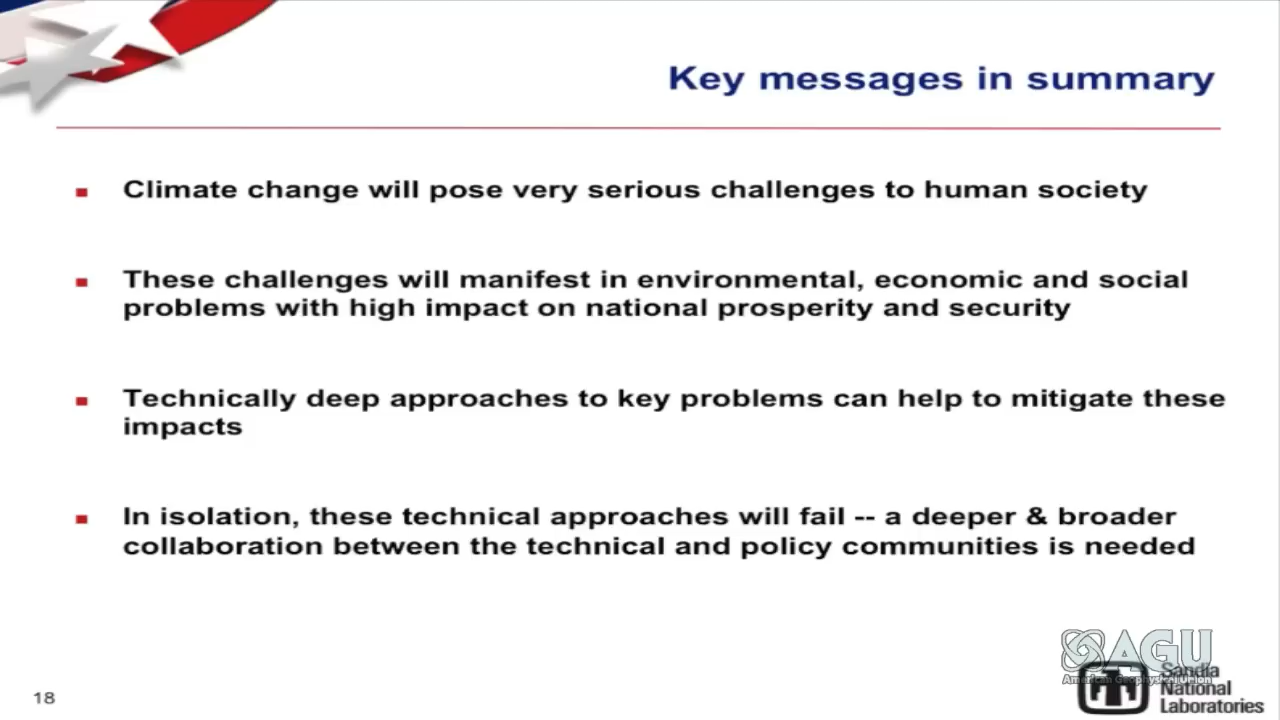 Key messages in summary
Climate change will pose very serious challenges to human society
These challenges will manifest in environmental, economic and social
problems with high impact on national prosperity and security
Technically deep approaches to key problems can help to mitigate these
impacts
In isolation, these technical approaches will fail -- a deeper & broader
collaboration between the technical and policy communities is needed
AGU
American Geophysical Union
Sandia
National
Laboratories
18